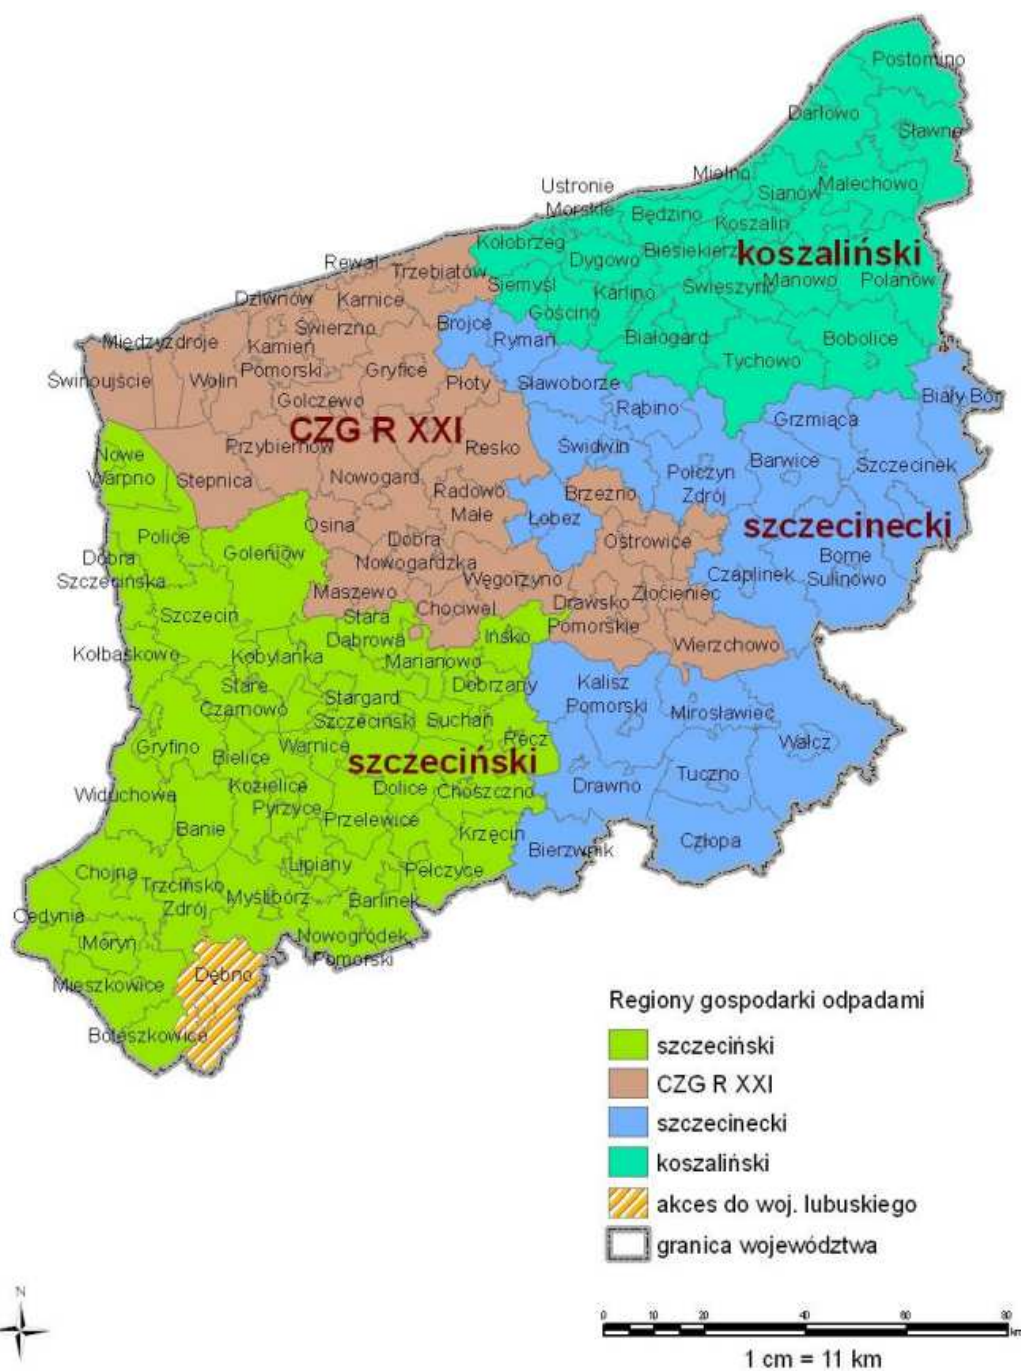 Postomino
Darłowo
Sławno
Mielno
Ustronie
Morskie
Sianów
Malechowo
Będzino
Koszalin
Kołobrzeg
Dygowo
Biesiekierz
koszaliński
Rewal
Trzebiatów
Siemyśl
Karlino
Świeszyno
Manowo
Polanów
Dziwnów
Karnice
Gościno
Świerzno
Brojce
Rymań
Białogard
Bobolice
Międzyzdroje
Kamień
Pomorski
Tychowo
Gryfice
Świnoujście
Wolin
Płoty
Sławoborze
Golczewo
Rąbino
Biały Bór
Grzmiąca
CZG R XXI
Przybiernów
Resko
Świdwin
Nowe
Warpno
Barwice
Szczecinek
Stepnica
Nowogard
Połczyn
Zdrój
Radowo
Małe
Brzeżno
Osina
Łobez
szczecinecki
Police
Goleniów
Dobra
Nowogardzka
Ostrowice
Dobra
Szczecińska
Węgorzyno
Czaplinek
Borne
Sulinowo
Maszewo
Chociwel
Złocieniec
Szczecin
Stara
Dąbrowa
Drawsko
Pomorskie
Ińsko
Wierzchowo
Kołbaskowo
Kobylanka
Marianowo
Stare
Czarnowo
Dobrzany
Kalisz
Pomorski
Stargard
Szczeciński
Suchań
Mirosławiec
Gryfino
Warnice
Recz
Wałcz
Bielice
szczeciński
Tuczno
Widuchowa
Kozielice
Dolice
Choszczno
Drawno
Pyrzyce
Przelewice
Banie
Krzęcin
Bierzwnik
Człopa
Chojna
Lipiany
Pełczyce
Trzcińsko
Zdrój
Myślibórz
Barlinek
Cedynia
Moryń
Nowogródek
Pomorski
Mieszkowice
Dębno
Boleszkowice
Regiony gospodarki odpadami
szczeciński
CZG R XXI
szczecinecki
koszaliński
akces do woj. lubuskiego
granica województwa
N
0 10 20 40 60 80
km
1 cm = 11 km